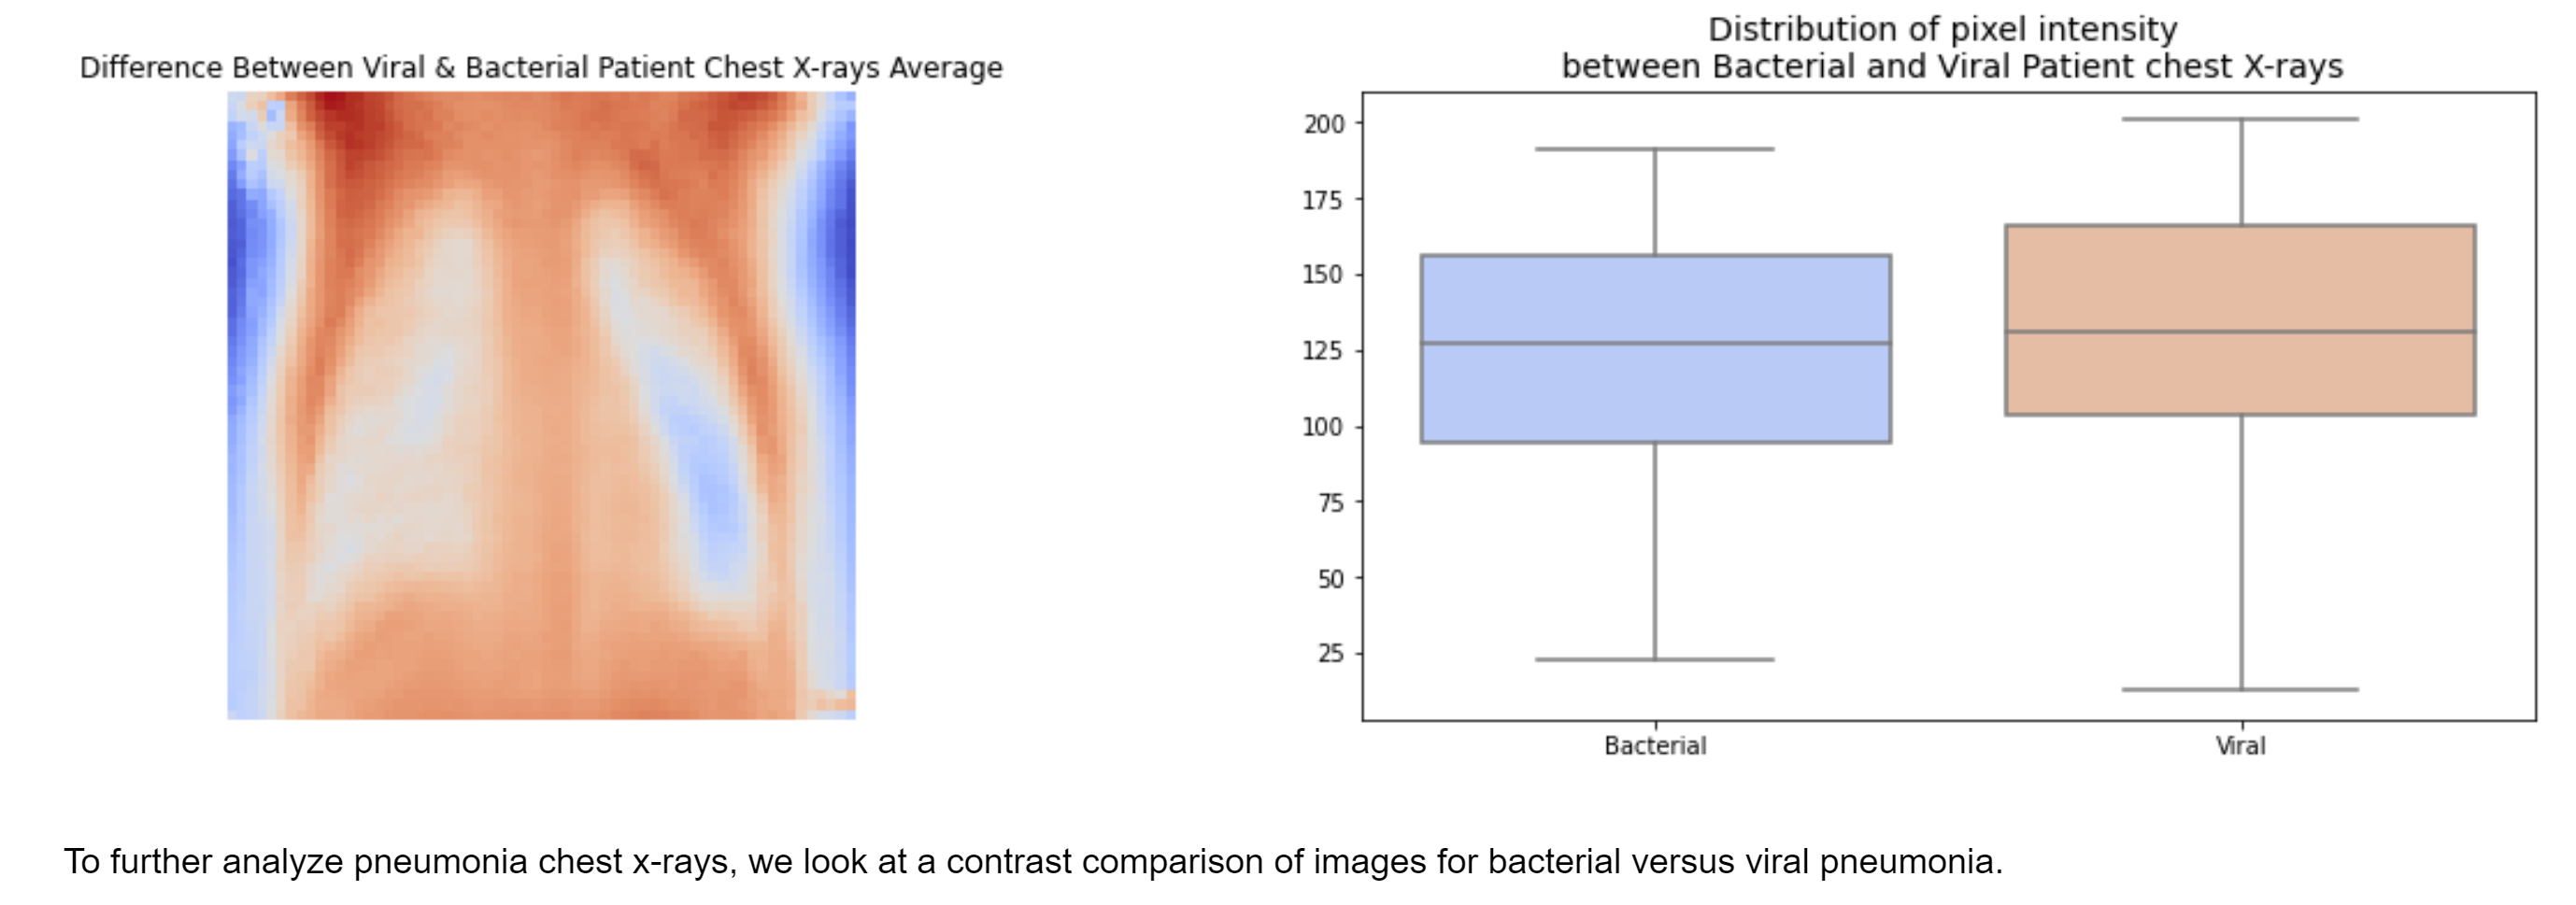 Difference Between Viral & Bacterial Patient Chest X-rays Average
Distribution of pixel intensity
between Bacterial and Viral Patient chest X-rays
200
175
150
125
100
75
50
25
Bacterial
Viral
To further analyze pneumonia chest x-rays, we look at a contrast comparison of images for bacterial versus viral pneumonia.